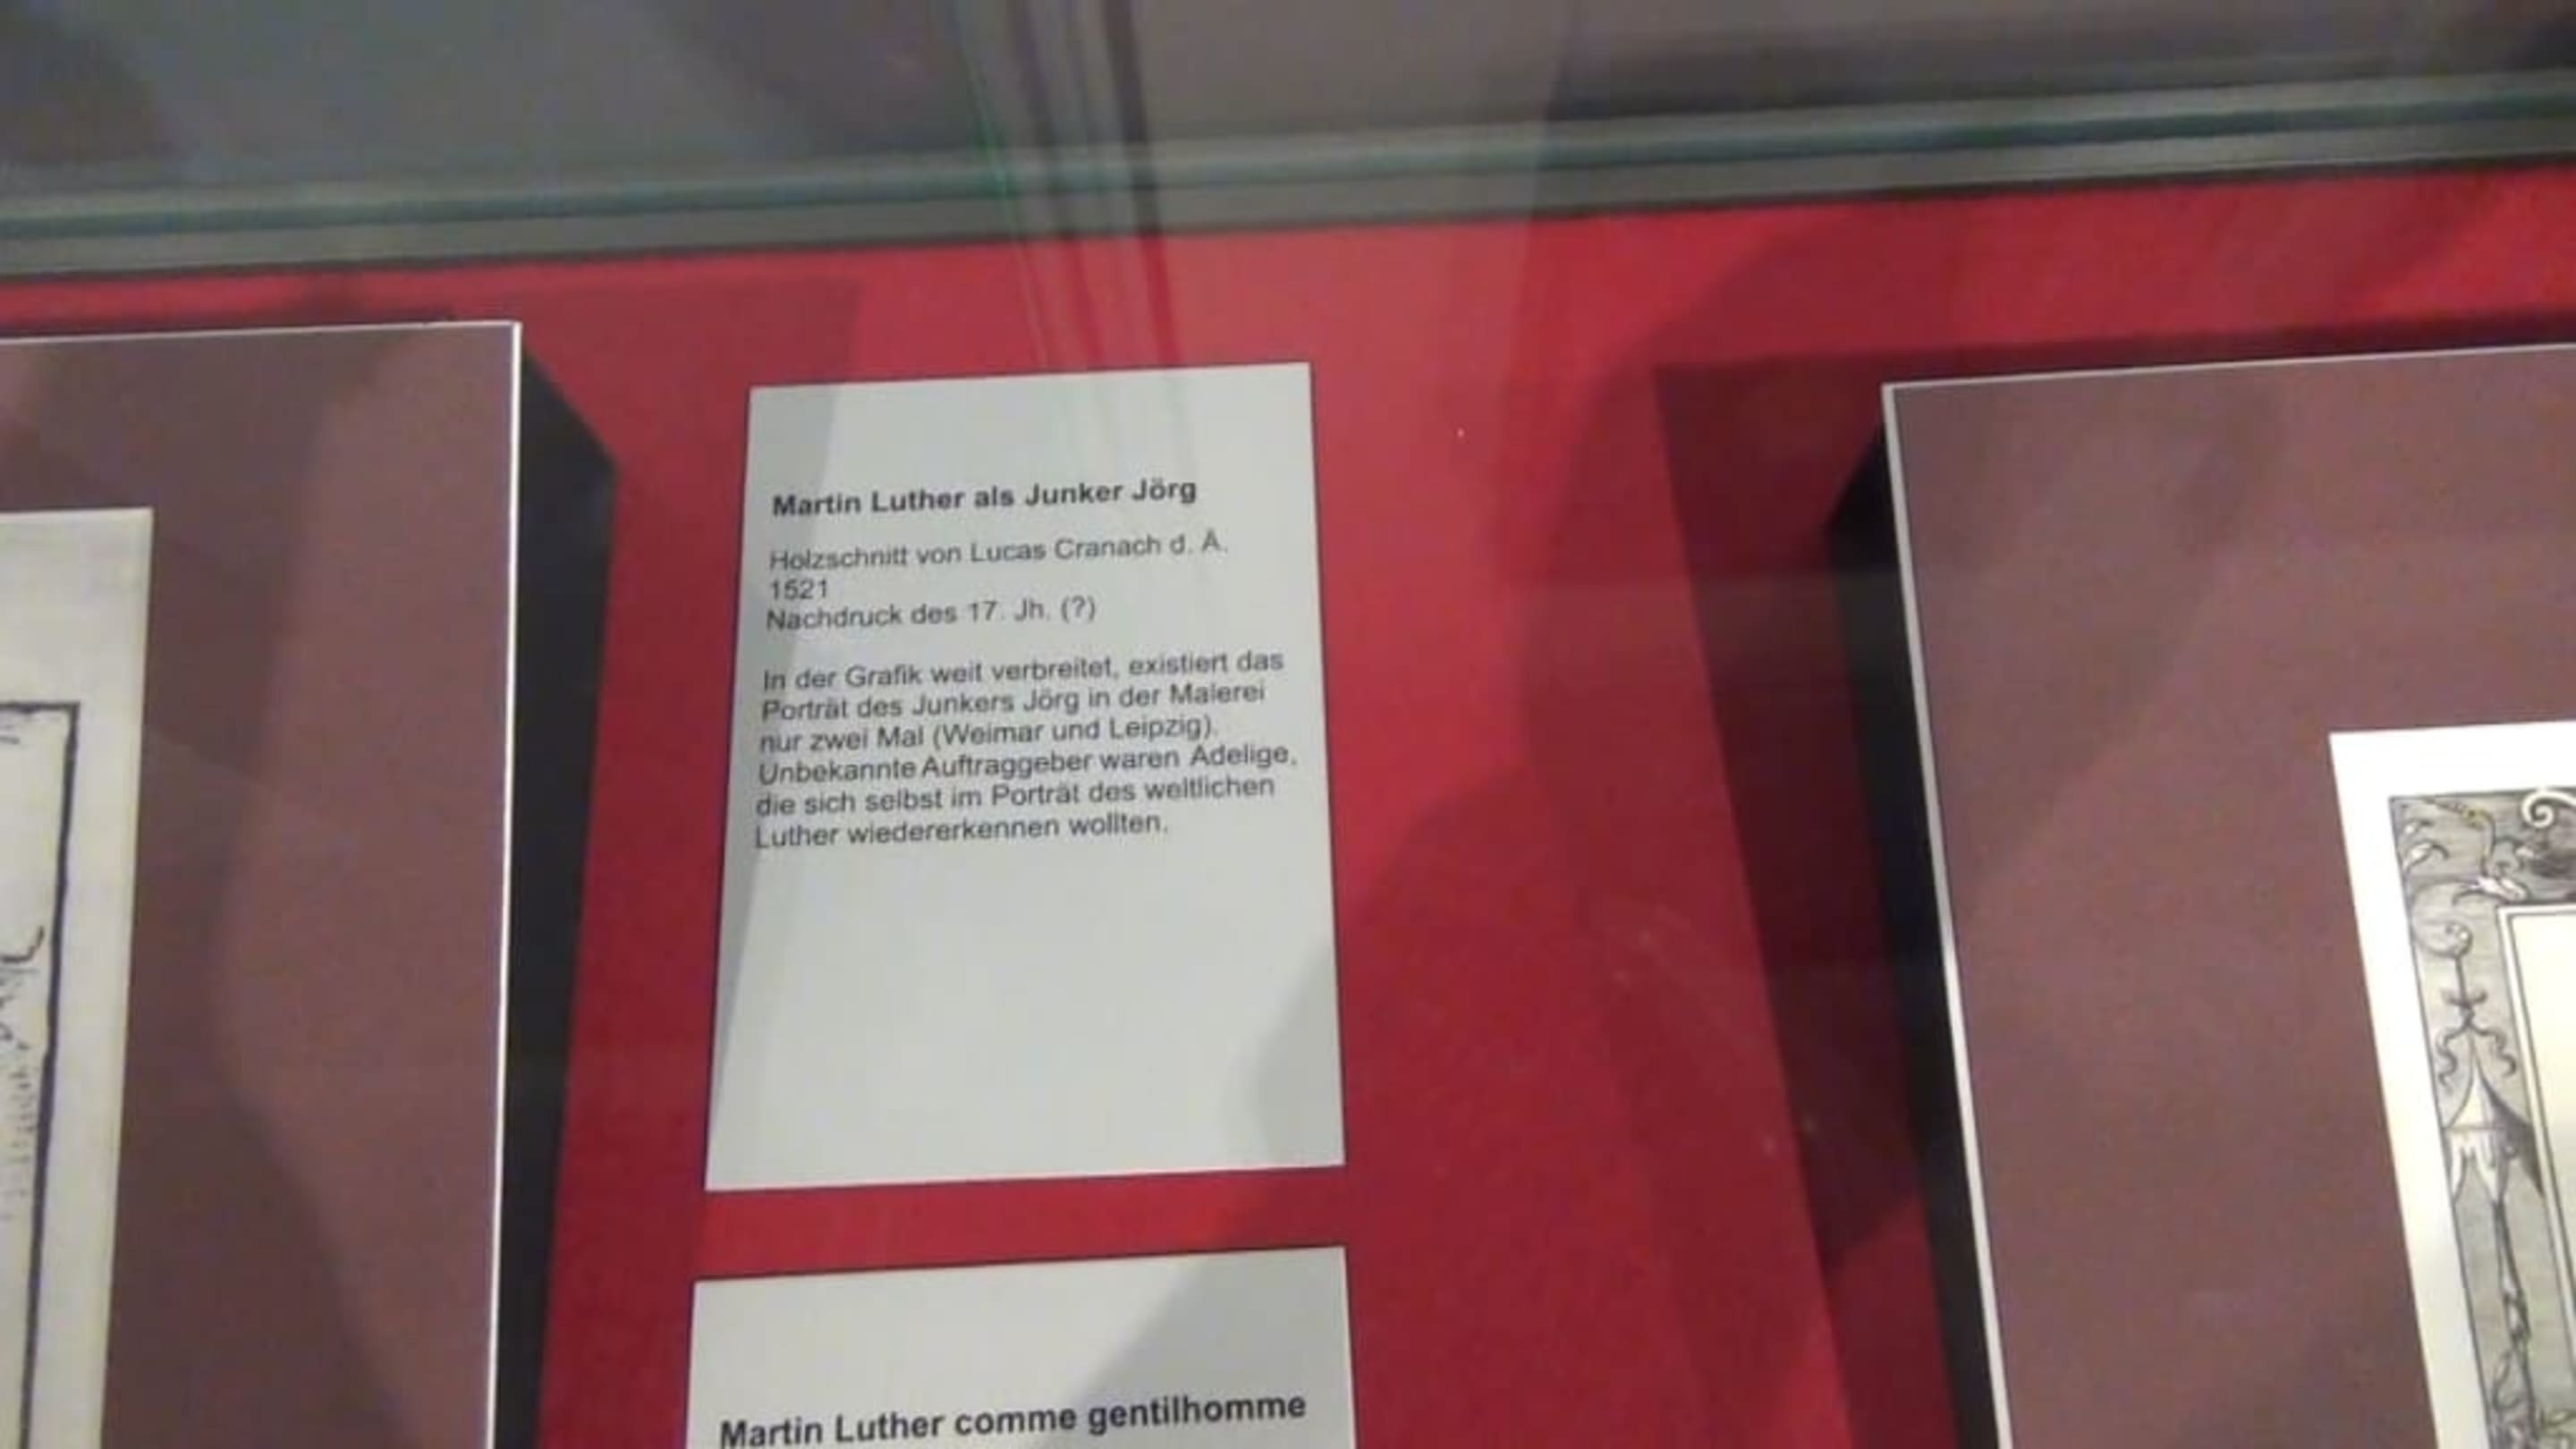 Martin Luther als Junker Jörg
Holzschnitt von Lucas Cranach d. Ä.
1521
Nachdruck des 17. Jh. (?)
In der Grafik weit verbreitet, existiert das
Porträt des Junkers Jörg in der Malerei
nur zwei Mal (Weimar und Leipzig).
Unbekannte Auftraggeber waren Adelige,
die sich selbst im Porträt des weltlichen
Luther wiedererkennen wollten.
Martin Luther comme gentilhomme